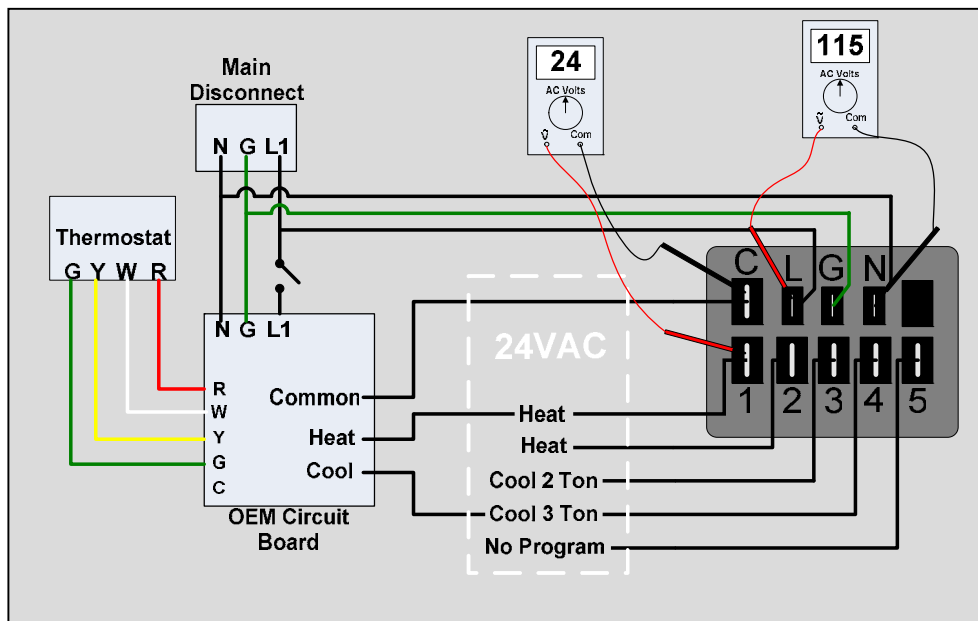 24
AC Volts
Ṽ Com
115
AC Volts
Ṽ Com
Main
Disconnect
N G L1
Thermostat
G Y W R
N G L1
R
W
Y
G
C
Common
Heat
Cool
OEM Circuit
Board
24VAC
Heat
Heat
Cool 2 Ton
Cool 3 Ton
No Program
C L G N
1 2 3 4 5